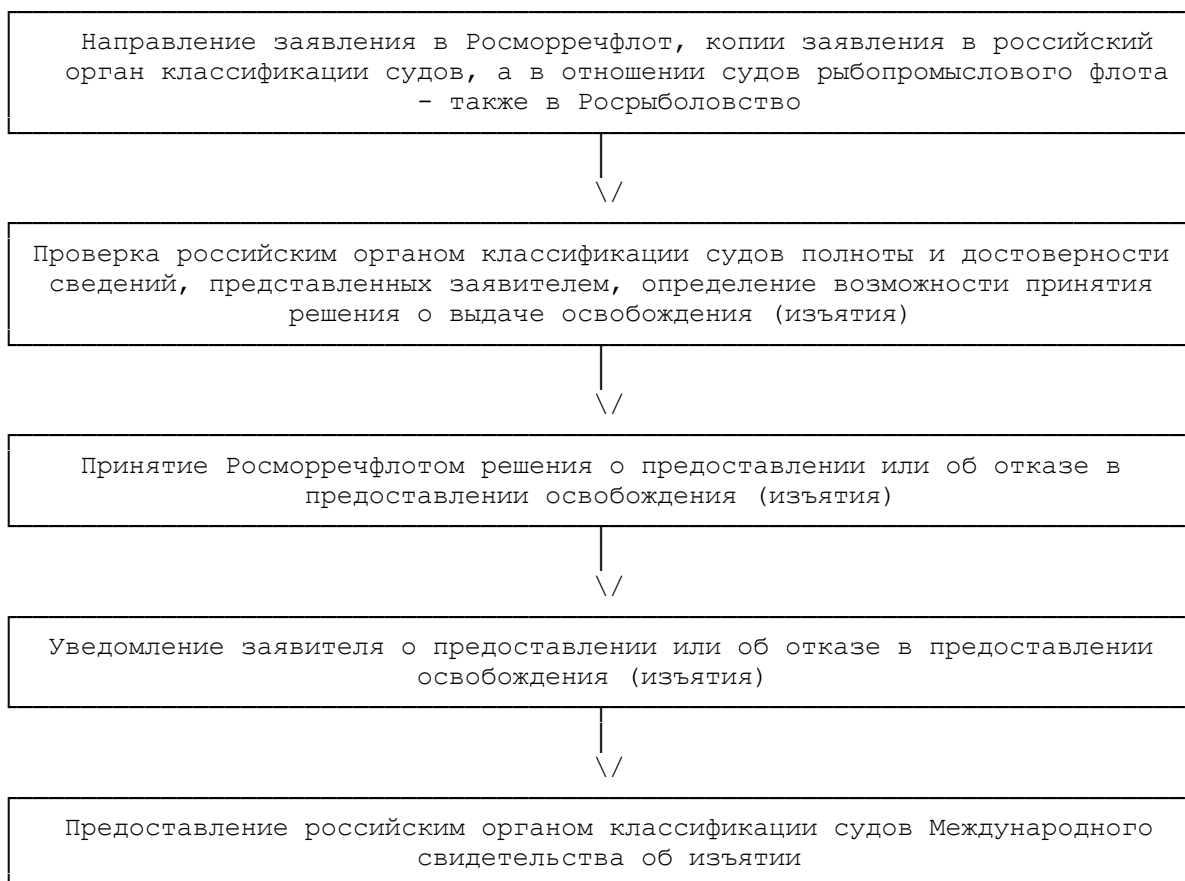 Направление заявления в Росморречфлот, копии заявления в российский
орган классификации судов, а в отношении судов рыбопромыслового флота
- также в Росрыболовство
\/
Проверка российским органом классификации судов полноты и достоверности
сведений, представленных заявителем, определение возможности принятия
решения о выдаче освобождения (изъятия)
\/
Принятие Росморречфлотом решения о предоставлении или об отказе в
предоставлении освобождения (изъятия)
\/
Уведомление заявителя о предоставлении или об отказе в предоставлении
освобождения (изъятия)
\/
Предоставление российским органом классификации судов Международного
свидетельства об изъятии